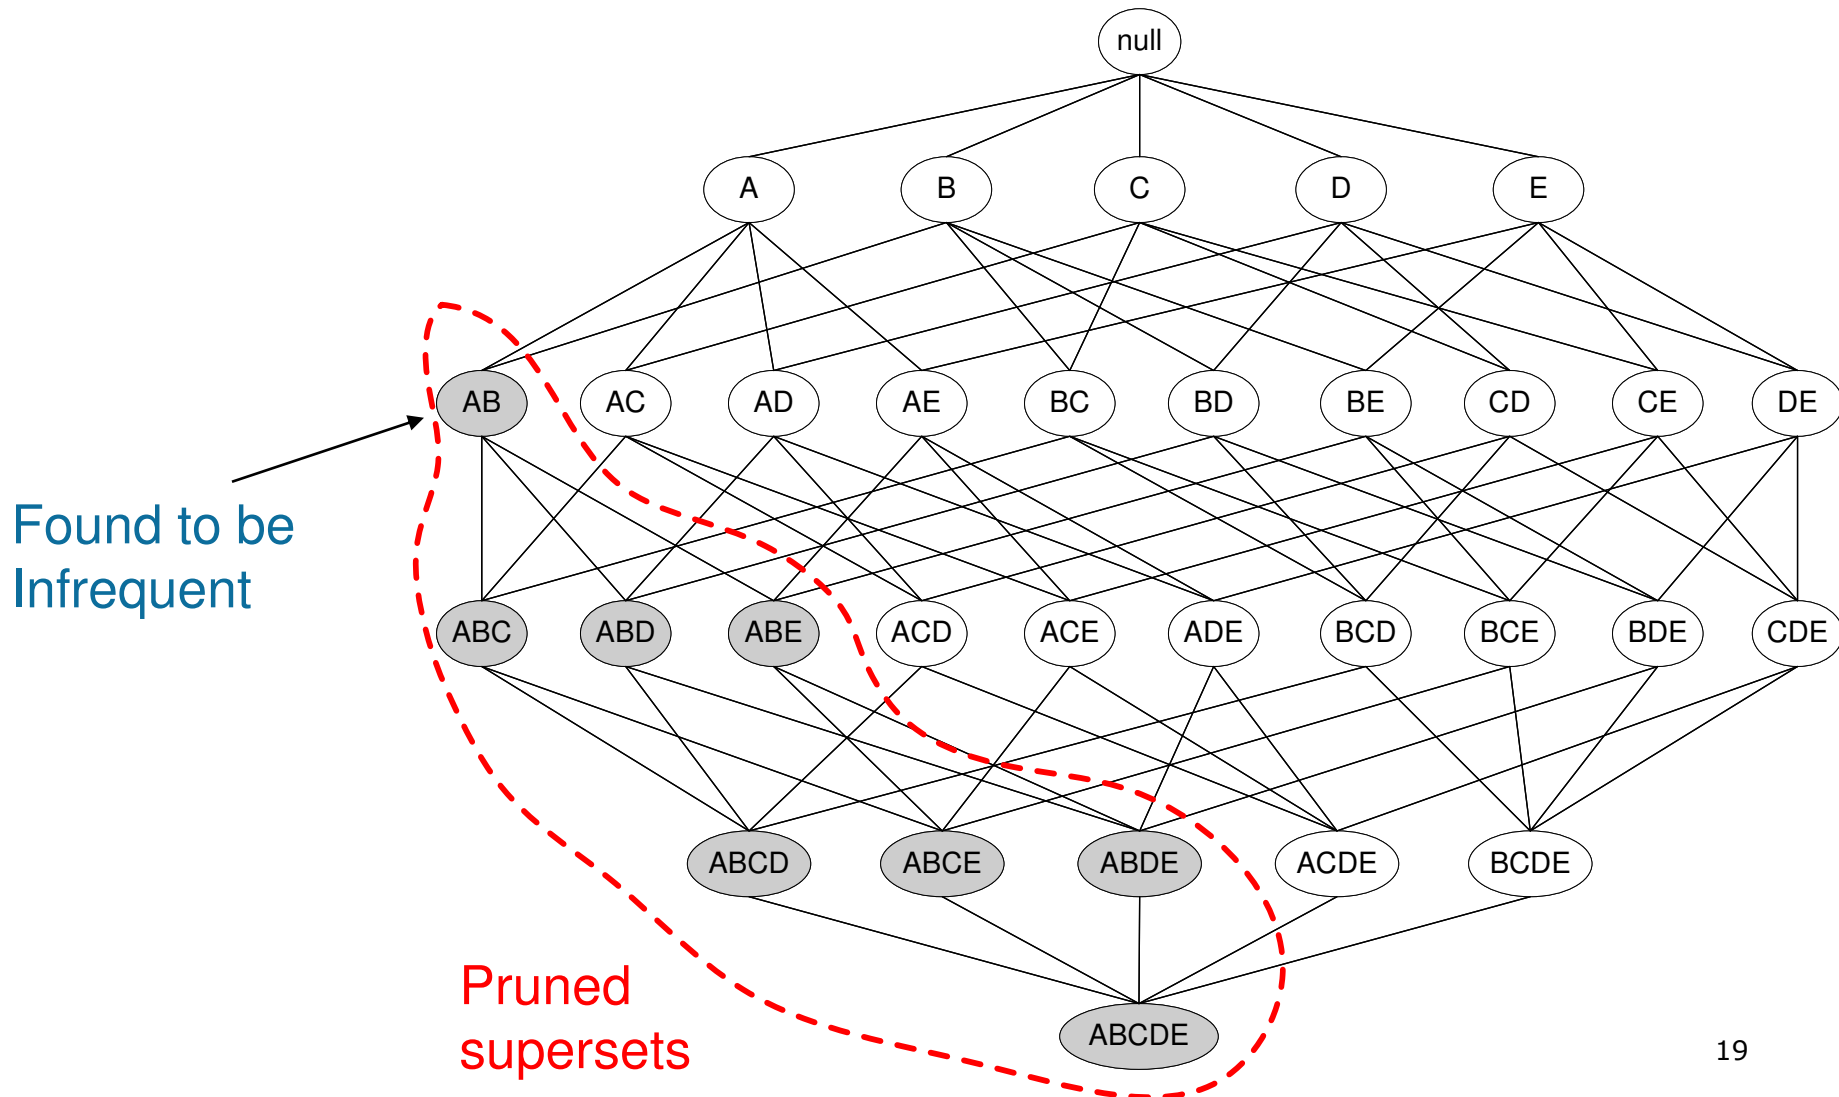 null
A B C D E
AB AC AD AE BC BD BE CD CE DE
Found to be
Infrequent
ABC ABD ABE ACD ACE ADE BCD BCE BDE CDE
ABCD ABCE ABDE ACDE BCDE
Pruned
supersets
ABCDE
19